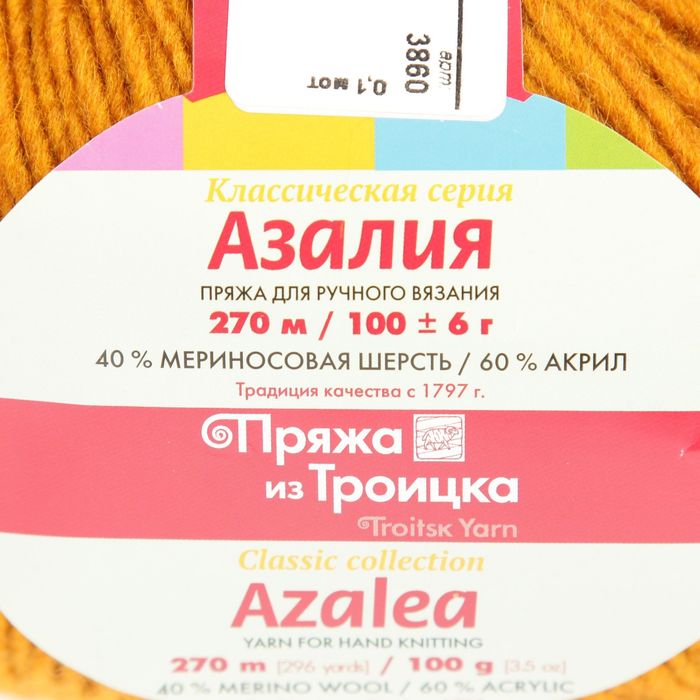 арт
3860
0,1 мот
Классическая серия
Азалия
ПРЯЖА ДЛЯ РУЧНОГО ВЯЗАНИЯ
270 м / 100 ± 6 г
40 % МЕРИНОСОВАЯ ШЕРСТЬ / 60 % АКРИЛ
Традиция качества с 1797 г.
Пряжа
из Троицка
Troitsk Yarn
Classic collection
Azalea
YARN FOR HAND KNITTING
270 m [296 yards] / 100 g [3.5 oz]
40 % MERINO WOOL / 60 % ACRYLIC